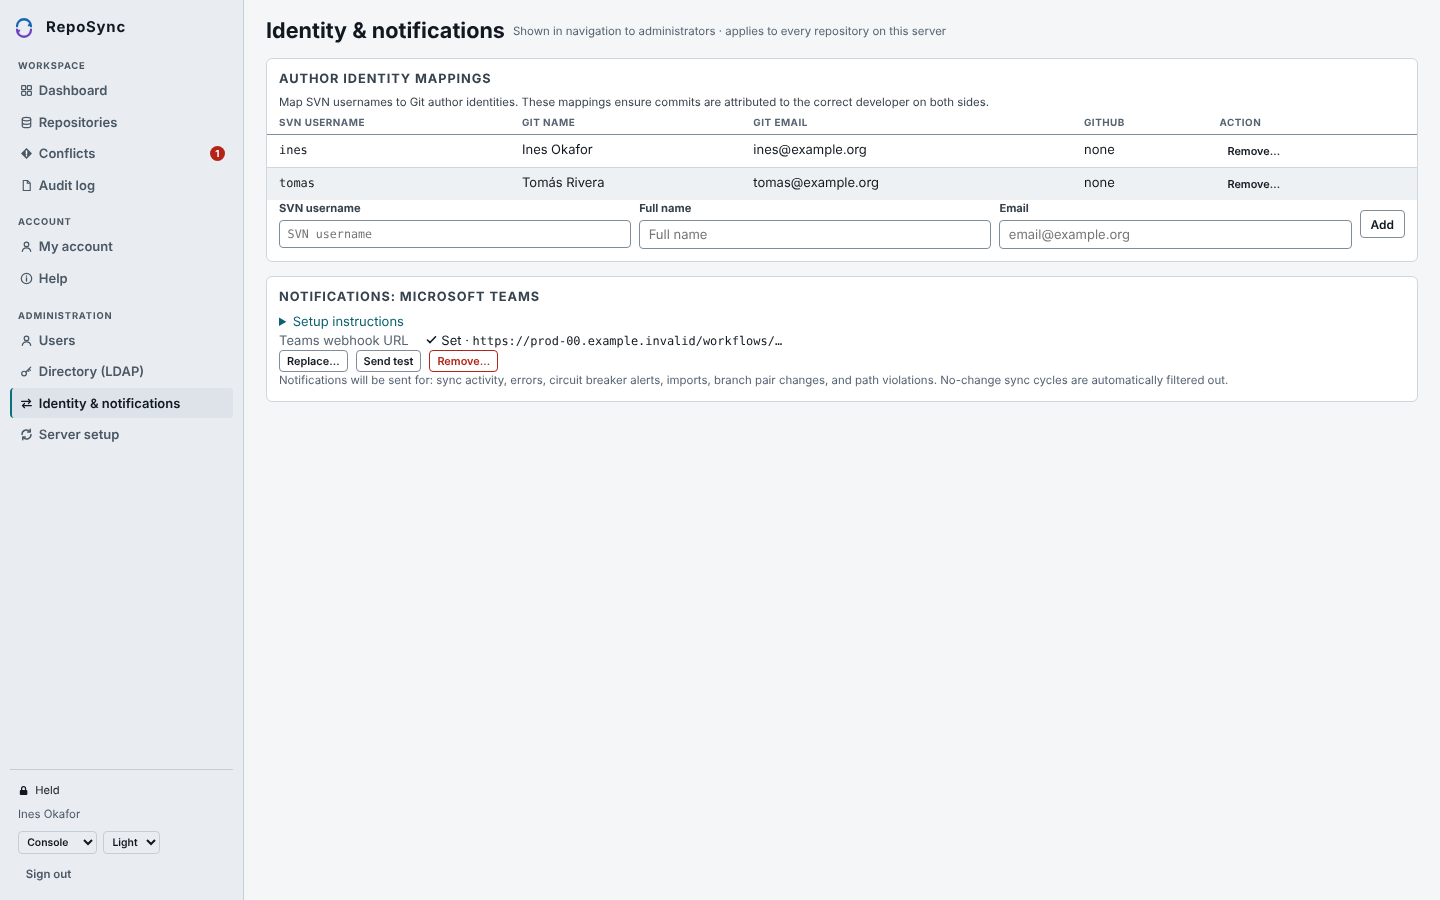 RepoSync
WORKSPACE
Dashboard
Repositories
Conflicts 1
Audit log
ACCOUNT
My account
Help
ADMINISTRATION
Users
Directory (LDAP)
Identity & notifications
Server setup
Held
Ines Okafor
Console Light
Sign out
Identity & notifications Shown in navigation to administrators · applies to every repository on this server
AUTHOR IDENTITY MAPPINGS
Map SVN usernames to Git author identities. These mappings ensure commits are attributed to the correct developer on both sides.
SVN USERNAME GIT NAME GIT EMAIL GITHUB ACTION
ines Ines Okafor ines@example.org none Remove...
tomas Tomás Rivera tomas@example.org none Remove...
SVN username Full name Email
SVN username Full name email@example.org Add
NOTIFICATIONS: MICROSOFT TEAMS
Setup instructions
Teams webhook URL Set · https://prod-00.example.invalid/workflows/…
Replace... Send test Remove...
Notifications will be sent for: sync activity, errors, circuit breaker alerts, imports, branch pair changes, and path violations. No-change sync cycles are automatically filtered out.